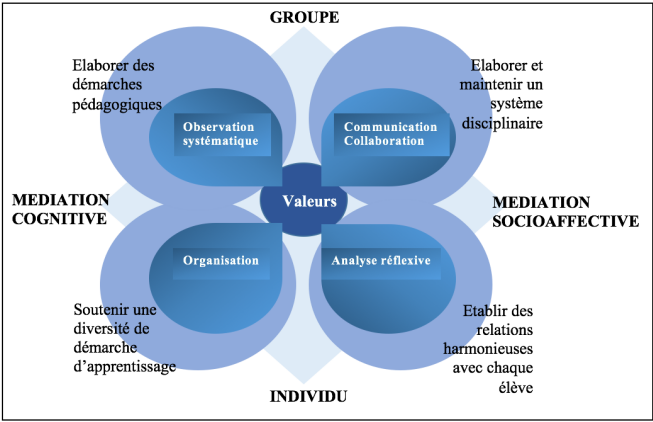 GROUPE
Elaborer des
démarches
pédagogiques
Elaborer et
maintenir un
système
disciplinaire
Observation
systématique
Communication
Collaboration
MEDIATION
COGNITIVE
Valeurs
MEDIATION
SOCIOAFFECTIVE
Organisation
Analyse réflexive
Soutenir une
diversité de
démarche
d’apprentissage
Etablir des
relations
harmonieuses
avec chaque
élève
INDIVIDU